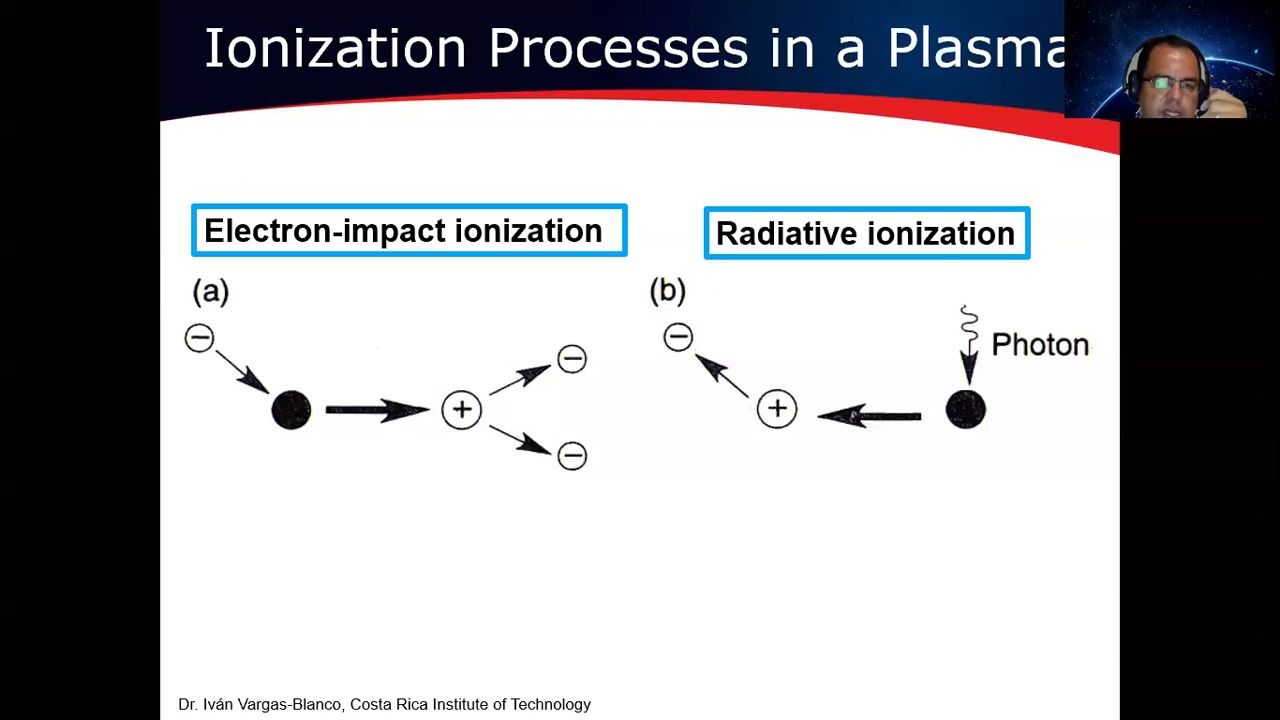 Ionization Processes in a Plasma
Electron-impact ionization
Radiative ionization
(a)
(b)
Photon
Dr. Iván Vargas-Blanco, Costa Rica Institute of Technology